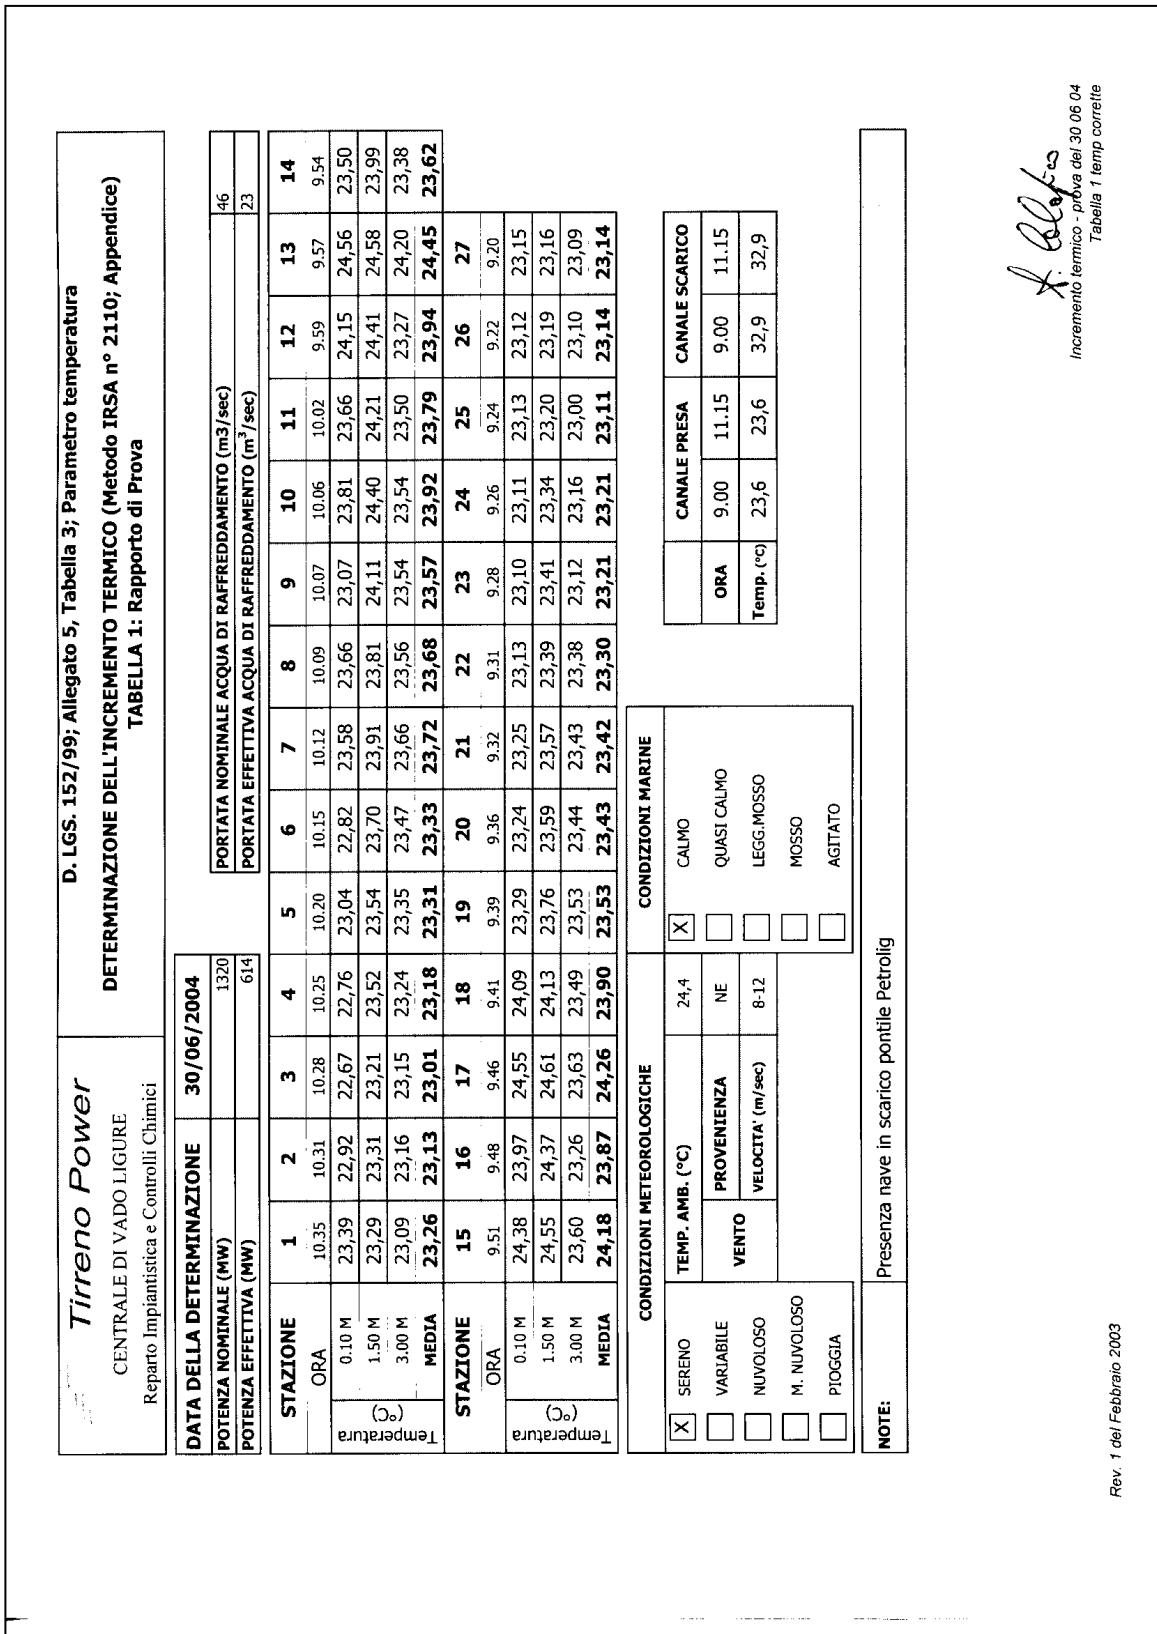 Tirreno Power
CENTRALE DI VADO LIGURE
Reparto Impiantistica e Controlli Chimici
D. LGS. 152/99; Allegato 5, Tabella 3; Parametro temperatura
DETERMINAZIONE DELL'INCREMENTO TERMICO (Metodo IRSA n° 2110; Appendice)
TABELLA 1: Rapporto di Prova
DATA DELLA DETERMINAZIONE 30/06/2004
POTENZA NOMINALE (MW) 1320 PORTATA NOMINALE ACQUA DI RAFFREDDAMENTO (m3/sec) 46
POTENZA EFFETTIVA (MW) 614 PORTATA EFFETTIVA ACQUA DI RAFFREDDAMENTO (m³/sec) 23
STAZIONE 1 2 3 4 5 6 7 8 9 10 11 12 13 14
ORA 10.35 10.31 10.28 10.25 10.20 10.15 10.12 10.09 10.07 10.06 10.02 9.59 9.57 9.54
Temperatura (°C)
0.10 M 23,39 22,92 22,67 22,76 23,04 22,82 23,58 23,66 23,07 23,81 23,66 24,15 24,56 23,50
1.50 M 23,29 23,31 23,21 23,52 23,54 23,70 23,91 23,81 24,11 24,40 24,21 24,41 24,58 23,99
3.00 M 23,09 23,16 23,15 23,24 23,35 23,47 23,66 23,56 23,54 23,54 23,50 23,27 24,20 23,38
MEDIA 23,26 23,13 23,01 23,18 23,31 23,33 23,72 23,68 23,57 23,92 23,79 23,94 24,45 23,62
STAZIONE 15 16 17 18 19 20 21 22 23 24 25 26 27
ORA 9.51 9.48 9.46 9.41 9.39 9.36 9.32 9.31 9.28 9.26 9.24 9.22 9.20
Temperatura (°C)
0.10 M 24,38 23,97 24,55 24,09 23,29 23,24 23,25 23,13 23,10 23,11 23,13 23,12 23,15
1.50 M 24,55 24,37 24,61 24,13 23,76 23,59 23,57 23,39 23,41 23,34 23,20 23,19 23,16
3.00 M 23,60 23,26 23,63 23,49 23,53 23,44 23,43 23,38 23,12 23,16 23,00 23,10 23,09
MEDIA 24,18 23,87 24,26 23,90 23,53 23,43 23,42 23,30 23,21 23,21 23,11 23,14 23,14
CONDIZIONI METEOROLOGICHE
X SERENO
VARIABILE
NUVOLOSO
M. NUVOLOSO
PIOGGIA
TEMP. AMB. (°C) 24,4
VENTO
PROVENIENZA NE
VELOCITA' (m/sec) 8-12
CONDIZIONI MARINE
X CALMO
QUASI CALMO
LEGG.MOSSO
MOSSO
AGITATO
CANALE PRESA CANALE SCARICO
ORA 9.00 11.15 9.00 11.15
Temp. (°C) 23,6 23,6 32,9 32,9
NOTE: Presenza nave in scarico pontile Petrolig
Incremento termico - prova del 30 06 04
Tabella 1 temp corrette
Rev. 1 del Febbraio 2003